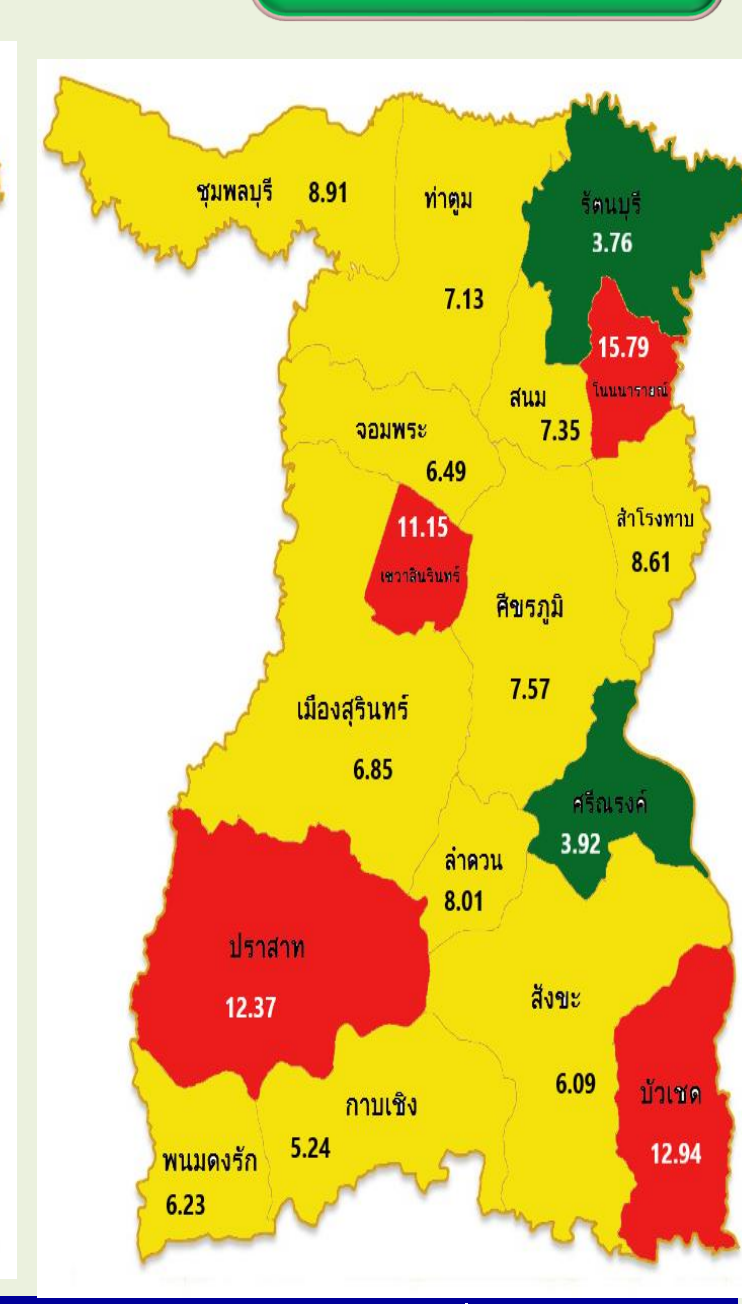 ชุมพลบุรี 8.91
ท่าตูม
7.13
รัตนบุรี
3.76
15.79
โนนนารายณ์
สนม
7.35
จอมพระ
6.49
สำโรงทาบ
8.61
11.15
เขวาสินรินทร์
ศีขรภูมิ
7.57
เมืองสุรินทร์
6.85
ศรีณรงค์
3.92
ลำดวน
8.01
ปราสาท
12.37
สังขะ
6.09
บัวเชด
12.94
กาบเชิง
5.24
พนมดงรัก
6.23